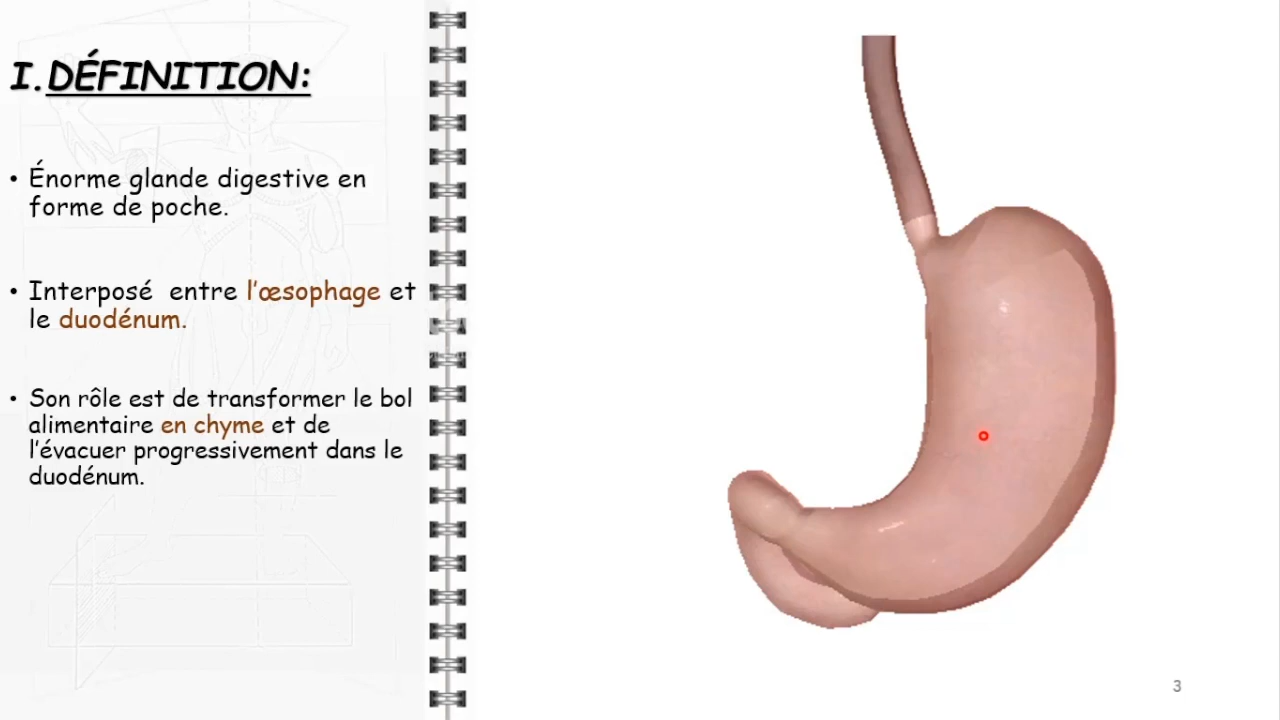 I. DÉFINITION:
• Énorme glande digestive en
forme de poche.
• Interposé entre l'œsophage et
le duodénum.
• Son rôle est de transformer le bol
alimentaire en chyme et de
l'évacuer progressivement dans le
duodénum.
3